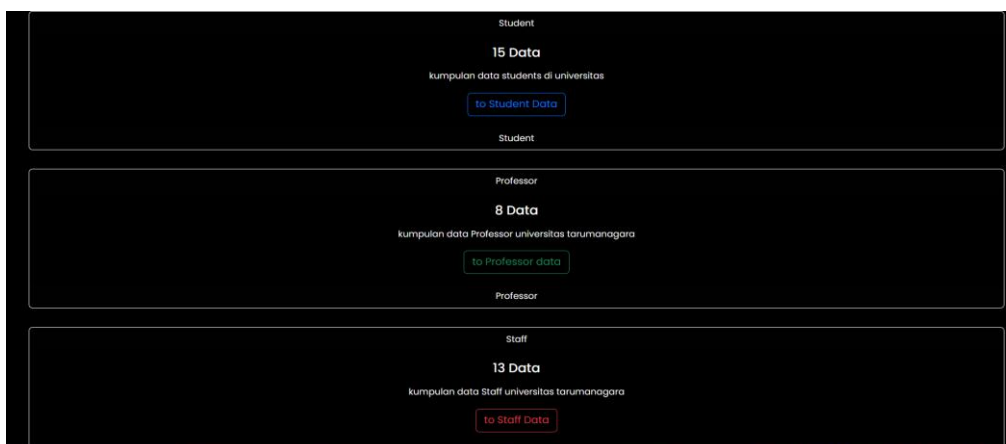 Student
15 Data
kumpulan data students di universitas
to Student Data
Student
Professor
8 Data
kumpulan data Professor universitas tarumanagara
to Professor data
Professor
Staff
13 Data
kumpulan data Staff universitas tarumanagara
to Staff Data